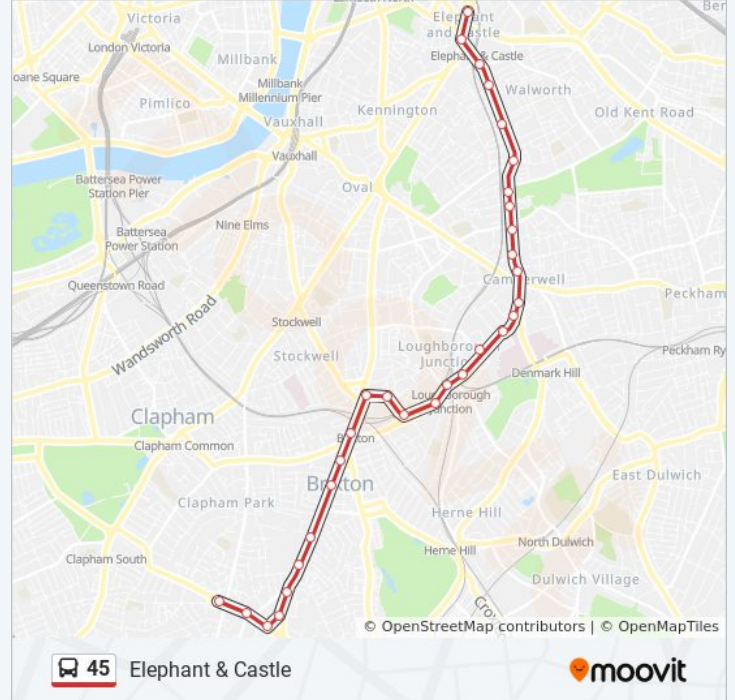 Victoria
London Victoria
oane Square
Millbank
Millbank
Millennium Pier
Pimlico
Elephant
and Castle
Elephant & Castle
Walworth
Old Kent Road
Kennington
Vauxhall
Vauxhall
Battersea Power
Station Pier
Oval
Battersea
Power Station
Nine Elms
Queenstown Road
Camberwell
Peckham
Wandsworth Road
Stockwell
Stockwell
Loughborough
Junction
Peckham Ry
Denmark Hill
Loughborough
Junction
Clapham
Clapham Common
Brixton
Brixton
East Dulwich
Clapham Park
Herne Hill
Herne Hill
North Dulwich
Clapham South
Dulwich Village
Cro
© OpenStreetMap contributors | © OpenMapTiles
45 Elephant & Castle
moovit